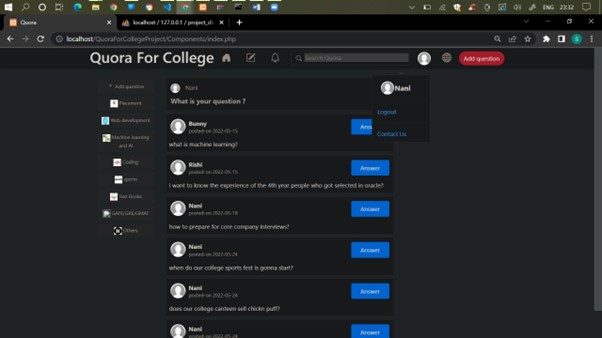 ENG 23:32
Quora
localhost / 127.0.0.1 / project_di
localhost/QuoraForCollegeProject/Components/index.php
Quora For College
Search Quora
Add question
Nani
Logout
Contact Us
Add question
Placement
Web development
Machine learning
and Ai
Coding
sports
Text Books
GATE/GRE/GMAT
Others
Nani
What is your question ?
Bunny
posted on 2022-05-15
what is machine learning?
Rishi
posted on 2022-05-15
Answer
i want to know the experience of the 4th year people who got selected in oracle?
Nani
posted on 2022-05-18
Answer
how to prepare for core company interviews?
Nani
posted on 2022-05-24
Answer
when do our college sports fest is gonna start?
Nani
posted on 2022-05-24
Answer
does our college canteen sell chickn puff?
Nani
posted on 2022-05-24
Answer